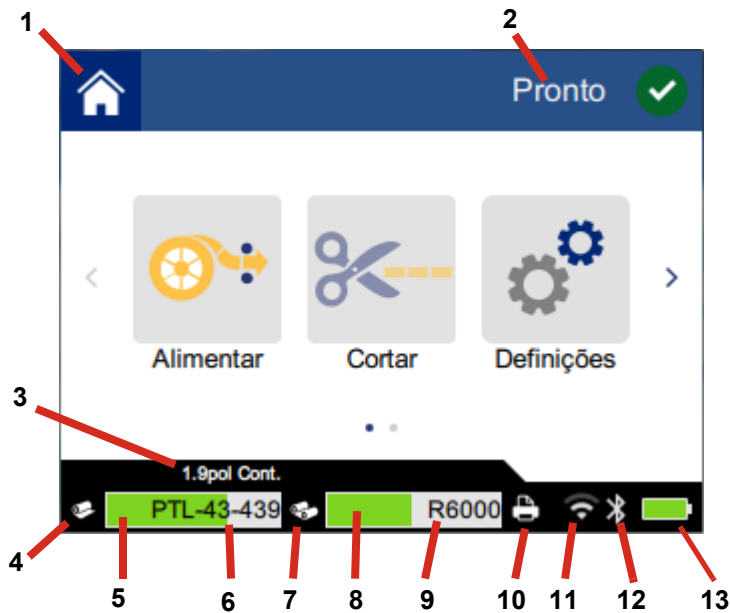 1
2
Pronto
Alimentar
Cortar
Definições
3
1.9pol Cont.
PTL-43-439
R6000
4
5
6
7
8
9
10
11
12
13